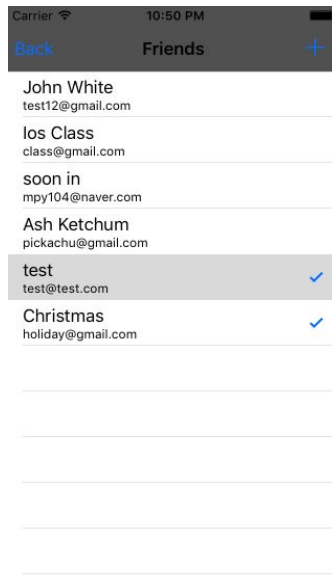 Carrier 10:50 PM
Back Friends +
John White
test12@gmail.com
Ios Class
class@gmail.com
soon in
mpy104@naver.com
Ash Ketchum
pickachu@gmail.com
test
test@test.com
Christmas
holiday@gmail.com